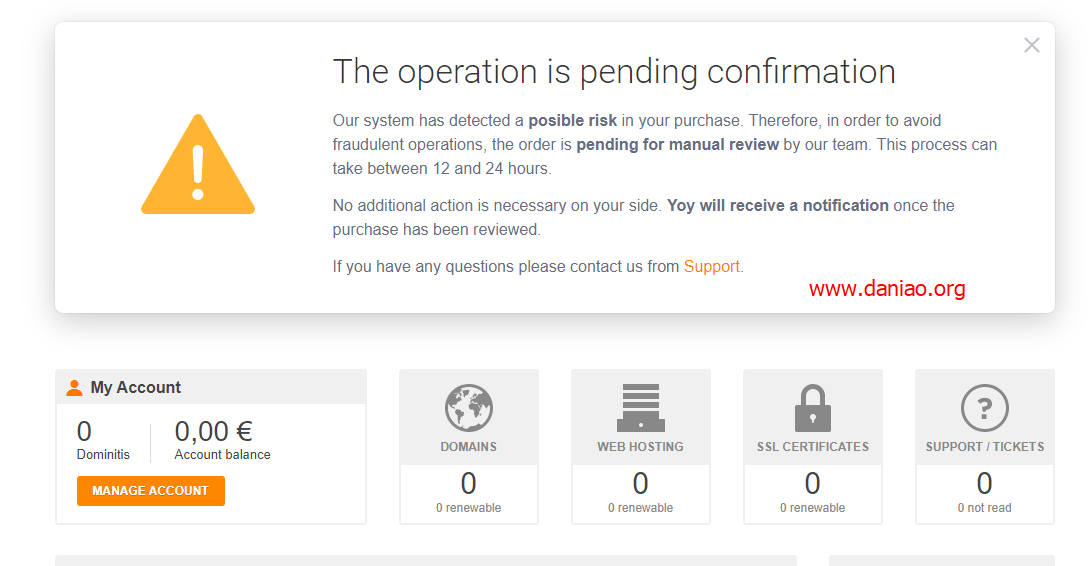 The operation is pending confirmation
Our system has detected a posible risk in your purchase. Therefore, in order to avoid
fraudulent operations, the order is pending for manual review by our team. This process can
take between 12 and 24 hours.
No additional action is necessary on your side. Yoy will receive a notification once the
purchase has been reviewed.
If you have any questions please contact us from Support.
www.daniao.org
My Account
0
Dominitis
0,00 €
Account balance
MANAGE ACCOUNT
DOMAINS
0
0 renewable
WEB HOSTING
0
0 renewable
SSL CERTIFICATES
0
0 renewable
?
SUPPORT / TICKETS
0
0 not read